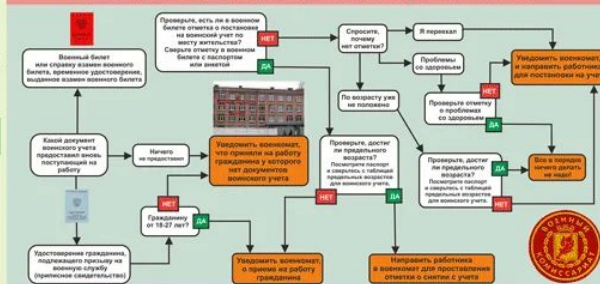 Военный билет
или справку взамен военного
билета, временное удостоверение,
выданное взамен военного билета
Какой документ
воинского учета
предоставил вновь
поступающий на
работу
Удостоверение гражданина,
подлежащего призыву на
военную службу
(приписное свидетельство)
Ничего
не предоставил
НЕТ
Гражданину
от 18-27 лет?
ДА
Уведомить военкомат,
что приняли на работу
гражданина у которого
нет документов
воинского учета
Уведомить военкомат,
о приеме на работу
гражданина
Проверьте, есть ли в военном
билете отметка о постановке
на воинский учет по
месту жительства?
Сверьте отметку в военном
билете с паспортом
или анкетой
НЕТ
ДА
Спросите,
почему
нет отметки?
Я переехал
Проблемы
со здоровьем
По возрасту уже
не положено
Уведомить военкомат,
и направить работника
для постановки на учет
НЕТ
Проверьте отметку
о проблемах
со здоровьем
ДА
Проверьте, достиг
ли предельного
возраста?
Посмотрите паспорт
и сверьтесь с таблицей
предельных возрастов
для воинского учета.
НЕТ
ДА
Проверьте, достиг
ли предельного
возраста?
Посмотрите паспорт
и сверьтесь с таблицей
предельных возрастов
для воинского учета.
ДА
НЕТ
Все в порядке
ничего делать
не надо!
Направить работника
в военкомат для проставления
отметки о снятии с учета
ВОЕННЫЙ
КОМИССАРИАТ